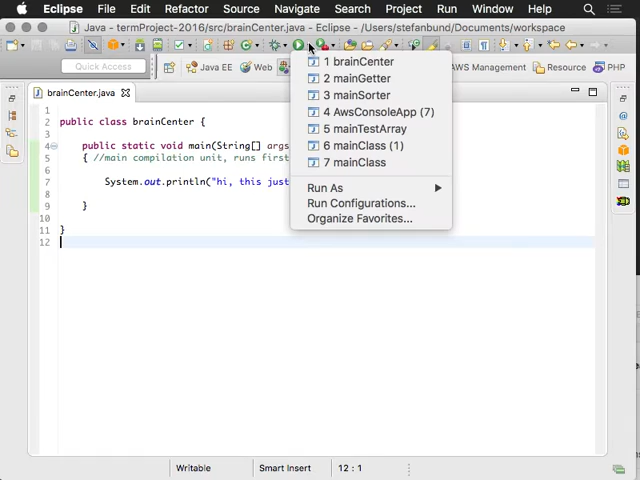 Eclipse File Edit Refactor Source Navigate Search Project Run Window Help
Java - termProject-2016/src/brainCenter.java - Eclipse - /Users/stefanbund/Documents/workspace
Quick Access Java EE Web AWS Management Resource PHP
brainCenter.java
1
2 public class brainCenter {
3
4 public static void main(String[] args
5 { //main compilation unit, runs first
6
7 System.out.println("hi, this just
8
9 }
10
11 }
12
1 brainCenter
2 mainGetter
3 mainSorter
4 AwsConsoleApp (7)
5 mainTestArray
6 mainClass (1)
7 mainClass
Run As
Run Configurations...
Organize Favorites...
Writable Smart Insert 12 : 1